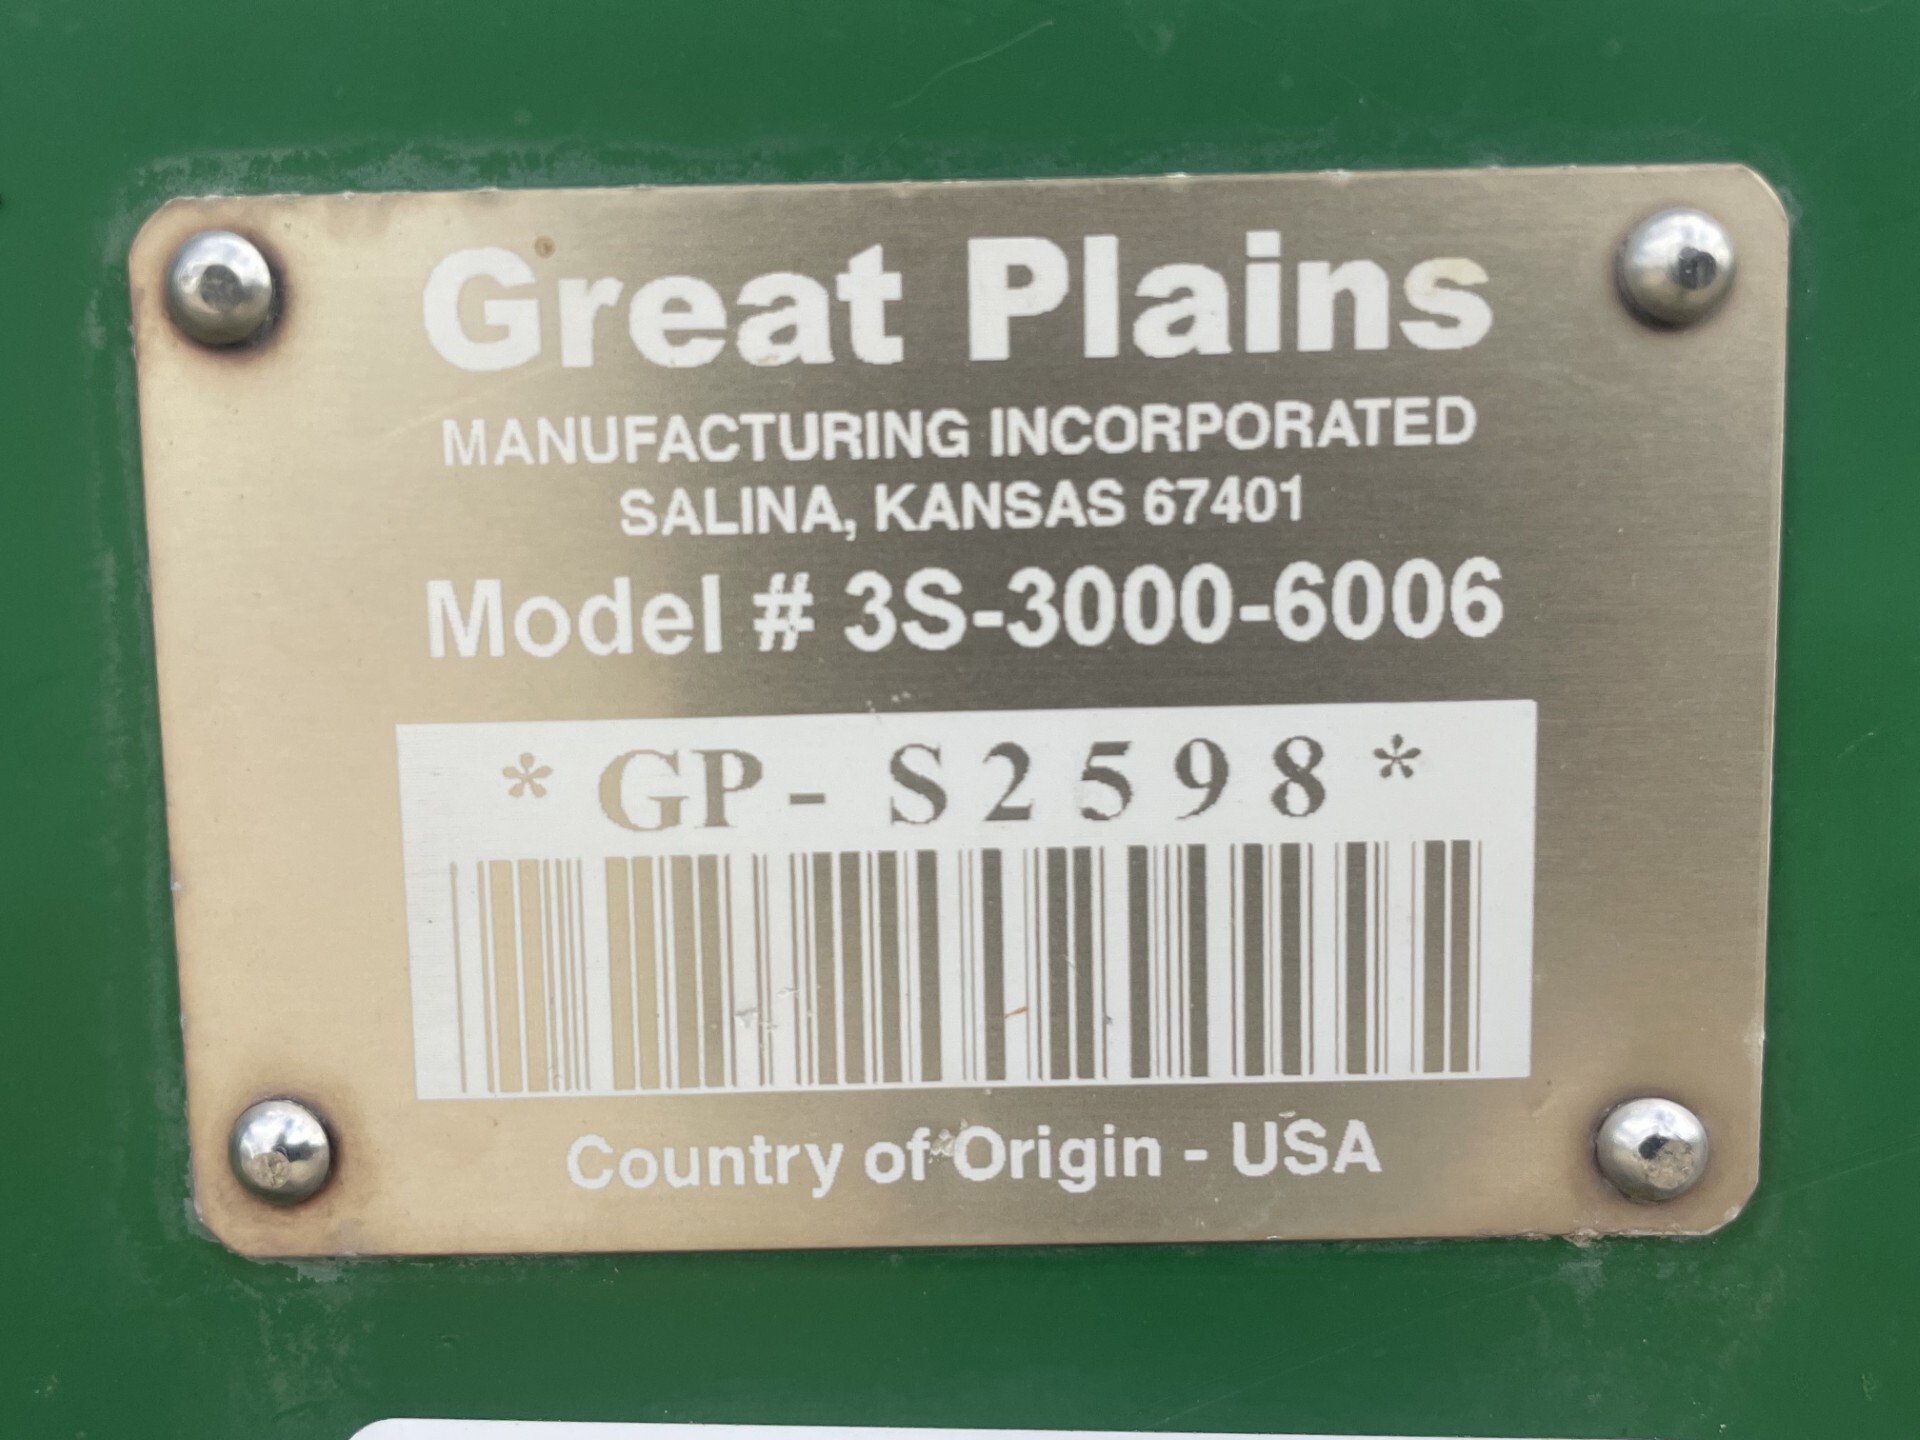 Great Plains
MANUFACTURING INCORPORATED
SALINA, KANSAS 67401
Model # 3S-3000-6006
*GP-S2598*
Country of Origin - USA